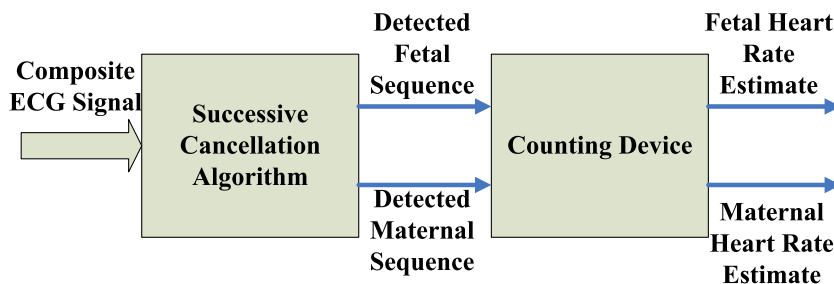 Composite
ECG Signal
Successive
Cancellation
Algorithm
Detected
Fetal
Sequence
Detected
Maternal
Sequence
Counting Device
Fetal Heart
Rate
Estimate
Maternal
Heart Rate
Estimate